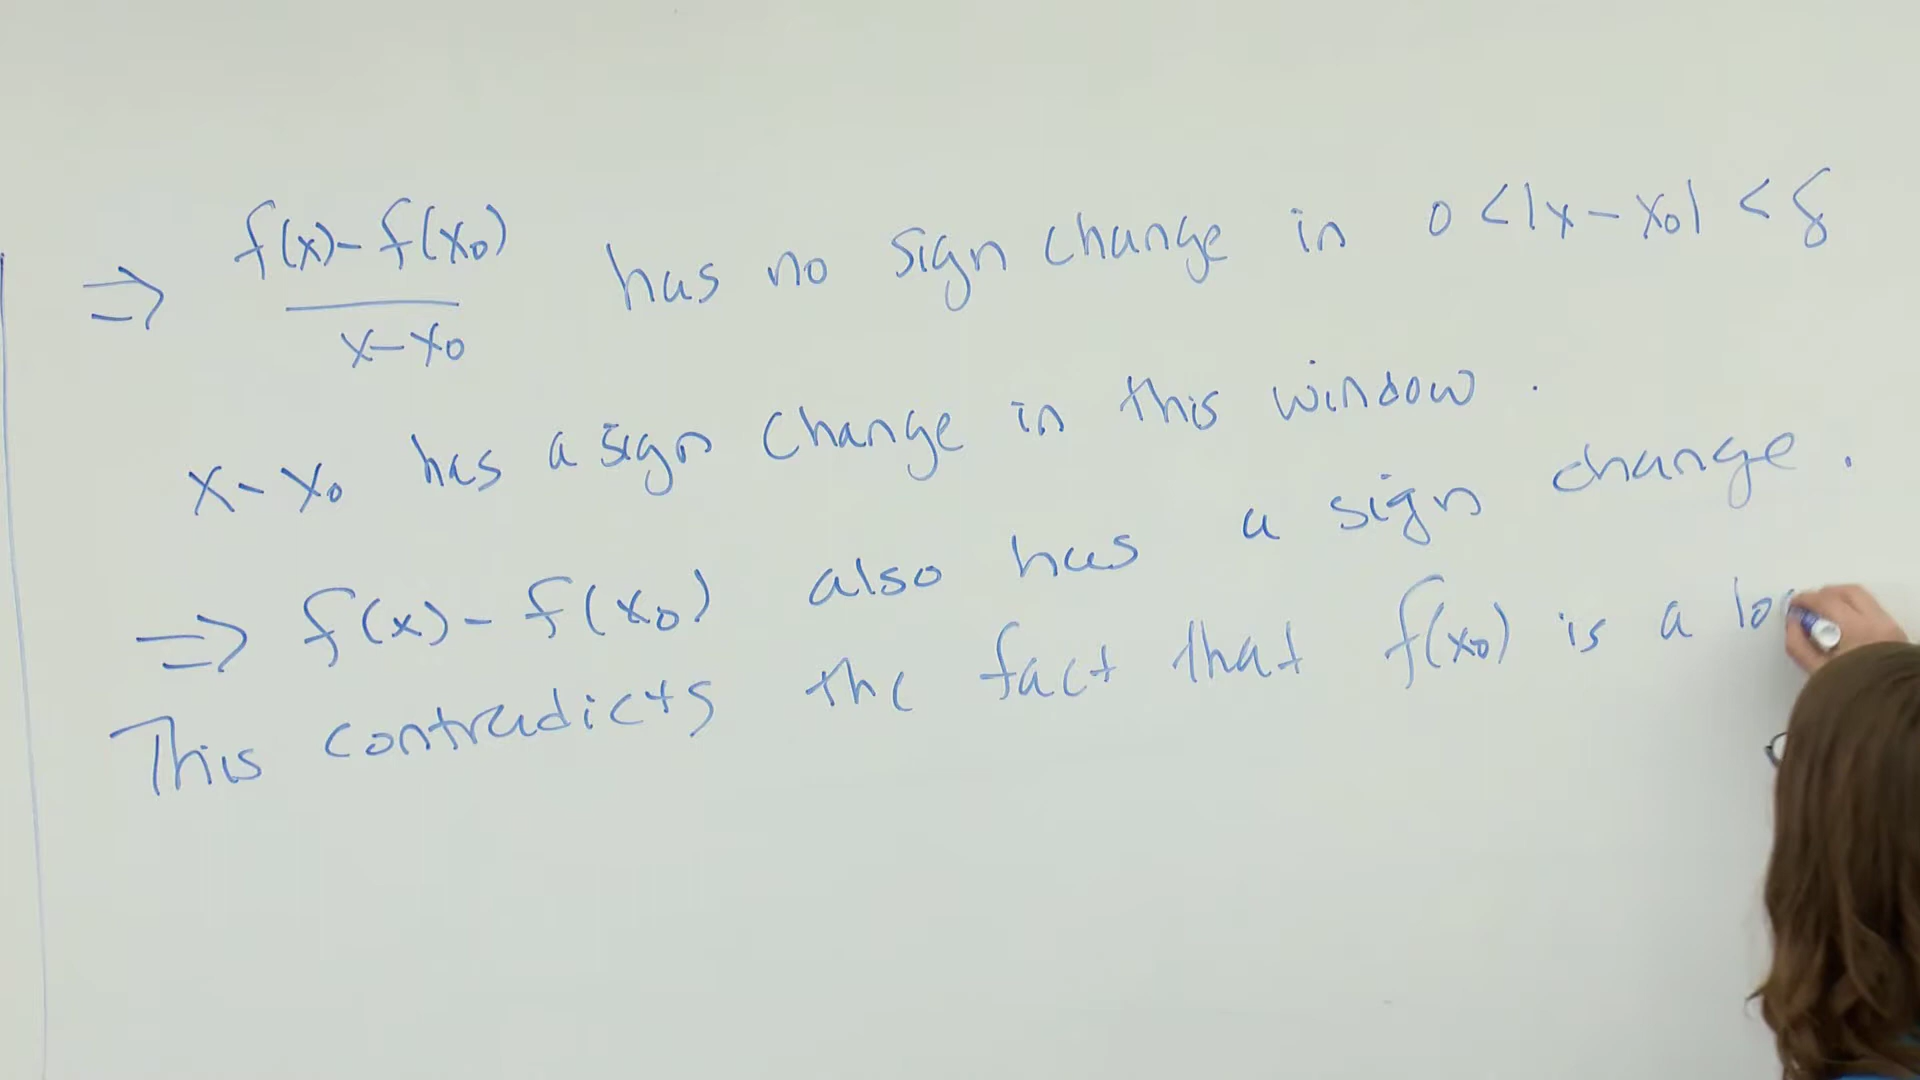 ⇒ f(x)-f(x₀) / x-x₀ has no sign change in 0<|x-x₀|<δ
x-x₀ has a sign change in this window.
⇒ f(x)-f(x₀) also has a sign change.
This contradicts the fact that f(x₀) is a